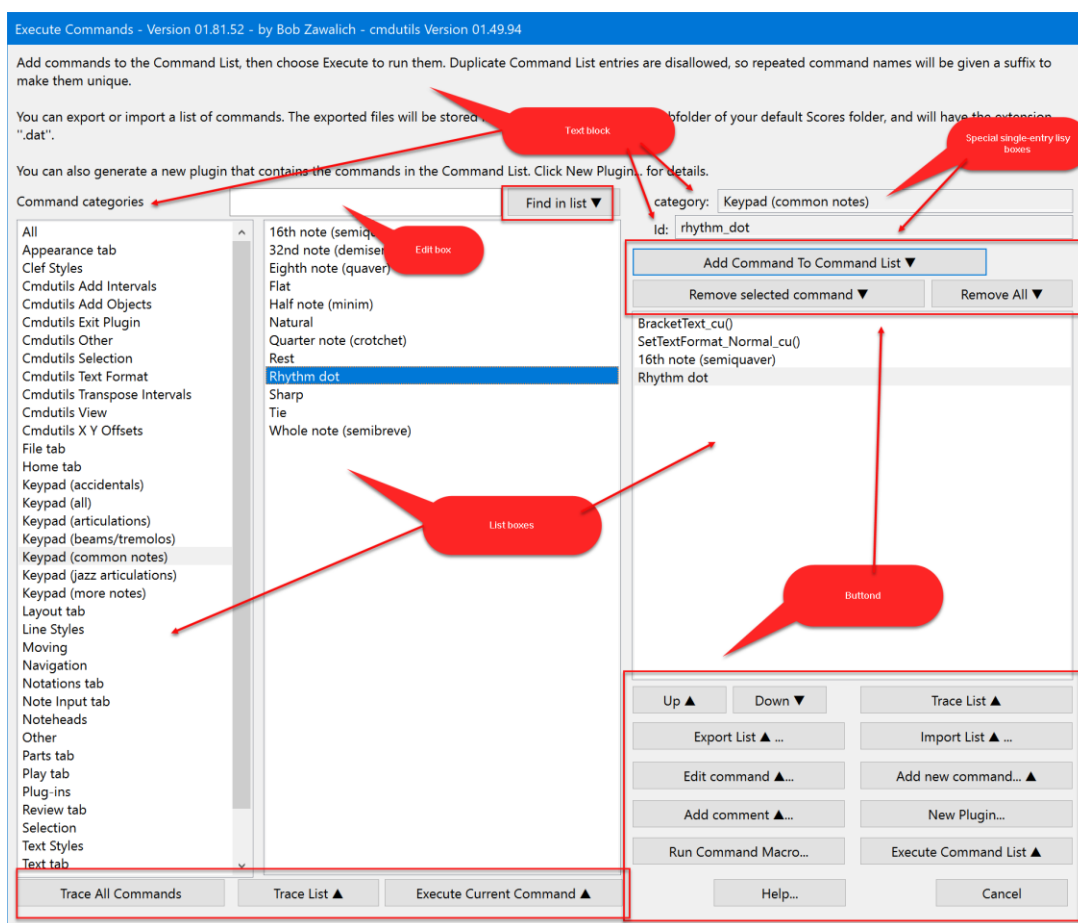 Execute Commands - Version 01.81.52 - by Bob Zawalich - cmdutils Version 01.49.94
Add commands to the Command List, then choose Execute to run them. Duplicate Command List entries are disallowed, so repeated command names will be given a suffix to
make them unique.
You can export or import a list of commands. The exported files will be stored bfolder of your default Scores folder, and will have the extension
".dat".
Text block
Special single-entry lisy
boxes
You can also generate a new plugin that contains the commands in the Command List. Click New Plugin... for details.
Command categories
Find in list ▼
category: Keypad (common notes)
Id: rhythm_dot
Edit box
Add Command To Command List ▼
Remove selected command ▼
Remove All ▼
All
Appearance tab
Clef Styles
Cmdutils Add Intervals
Cmdutils Add Objects
Cmdutils Exit Plugin
Cmdutils Other
Cmdutils Selection
Cmdutils Text Format
Cmdutils Transpose Intervals
Cmdutils View
Cmdutils X Y Offsets
File tab
Home tab
Keypad (accidentals)
Keypad (all)
Keypad (articulations)
Keypad (beams/tremolos)
Keypad (common notes)
Keypad (jazz articulations)
Keypad (more notes)
Layout tab
Line Styles
Moving
Navigation
Notations tab
Note Input tab
Noteheads
Other
Parts tab
Play tab
Plug-ins
Review tab
Selection
Text Styles
Text tab
16th note (semiq
32nd note (demiser
Eighth note (quaver)
Flat
Half note (minim)
Natural
Quarter note (crotchet)
Rest
Rhythm dot
Sharp
Tie
Whole note (semibreve)
BracketText_cu()
SetTextFormat_Normal_cu()
16th note (semiquaver)
Rhythm dot
List boxes
Buttond
Up ▲
Down ▼
Trace List ▲
Export List ▲ ...
Import List ▲ ...
Edit command ▲...
Add new command... ▲
Add comment ▲...
New Plugin...
Run Command Macro...
Execute Command List ▲
Trace All Commands
Trace List ▲
Execute Current Command ▲
Help...
Cancel